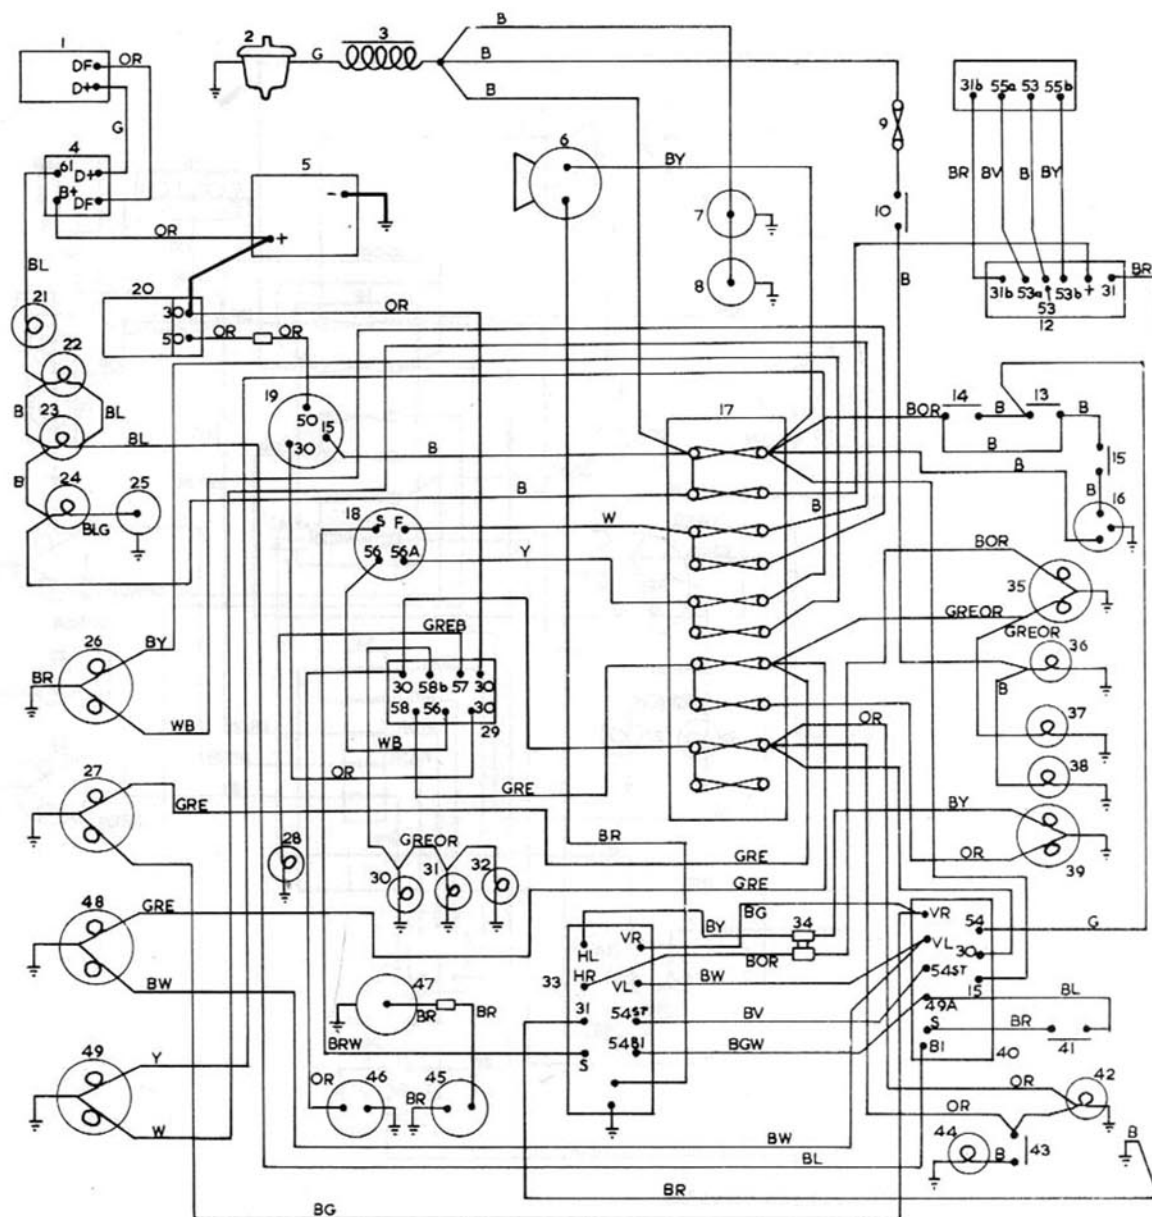 B
1
2
3
G
B
DF
OR
D+
B
31b 55a 53 55b
G
9
4
6
61
D+
5
BY
B+
DF
-
BR BV B BY
7
10
OR
+
BL
8
B
BR
21
20
30
OR
31b 53a 53b + 31
53
12
50
OR
OR
22
19
17
14
13
B
BL
50
BOR
B
B
23
15
BL
30
B
B
15
B
24
25
B
B
B
B
16
18
S F
W
BLG
56 56A
Y
BOR
35
GREB
GREOR
26
BY
GREOR
36
BR
30 58b 57 30
B
58 56 30
OR
37
WB
WB
29
27
OR
GRE
38
GRE
BY
28
BR
GREOR
GRE
OR
30
31
32
39
GRE
48
GRE
BG
VR
54
BY
34
G
VR
HL
VL
30
HR
BOR
BW
54ST
33
VL
15
BW
47
BL
31
54ST
BV
49A
BR
BR
S
BR
BRW
54B1
BGW
49
S
B1
40
41
Y
OR
46
45
OR
42
BR
OR
44
B
W
BW
B
43
BL
BR
BG